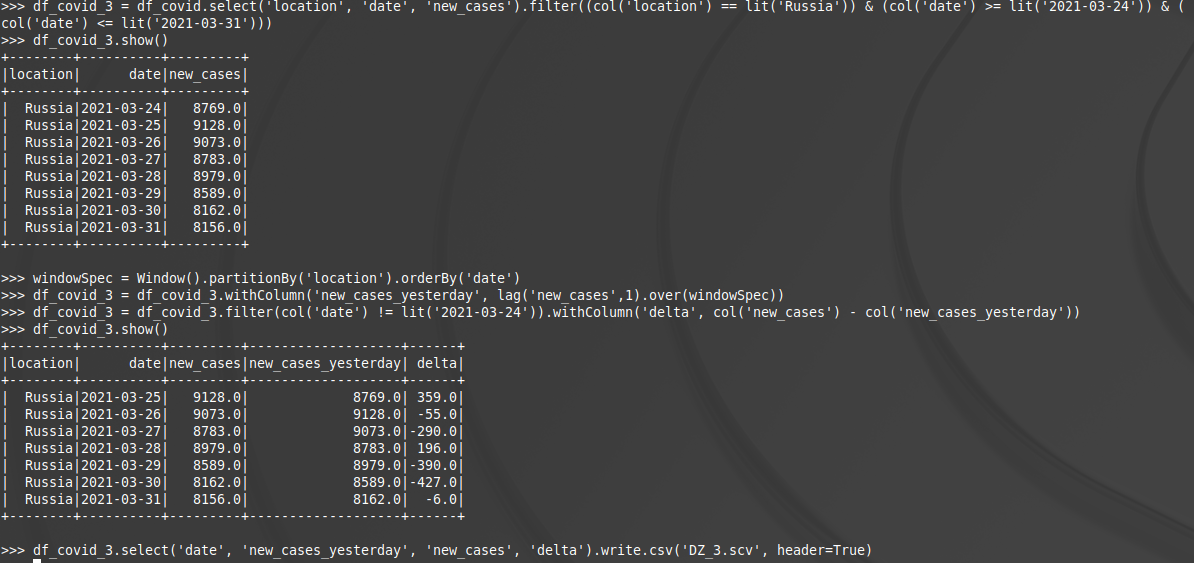 >>> df_covid_3 = df_covid.select('location', 'date', 'new_cases').filter((col('location') == lit('Russia')) & (col('date') >= lit('2021-03-24')) & (
col('date') <= lit('2021-03-31')))
>>> df_covid_3.show()
+--------+----------+---------+
|location|      date|new_cases|
+--------+----------+---------+
|  Russia|2021-03-24|   8769.0|
|  Russia|2021-03-25|   9128.0|
|  Russia|2021-03-26|   9073.0|
|  Russia|2021-03-27|   8783.0|
|  Russia|2021-03-28|   8979.0|
|  Russia|2021-03-29|   8589.0|
|  Russia|2021-03-30|   8162.0|
|  Russia|2021-03-31|   8156.0|
+--------+----------+---------+
>>> windowSpec = Window().partitionBy('location').orderBy('date')
>>> df_covid_3 = df_covid_3.withColumn('new_cases_yesterday', lag('new_cases',1).over(windowSpec))
>>> df_covid_3 = df_covid_3.filter(col('date') != lit('2021-03-24')).withColumn('delta', col('new_cases') - col('new_cases_yesterday'))
>>> df_covid_3.show()
+--------+----------+---------+-------------------+------+
|location|      date|new_cases|new_cases_yesterday| delta|
+--------+----------+---------+-------------------+------+
|  Russia|2021-03-25|   9128.0|             8769.0| 359.0|
|  Russia|2021-03-26|   9073.0|             9128.0| -55.0|
|  Russia|2021-03-27|   8783.0|             9073.0|-290.0|
|  Russia|2021-03-28|   8979.0|             8783.0| 196.0|
|  Russia|2021-03-29|   8589.0|             8979.0|-390.0|
|  Russia|2021-03-30|   8162.0|             8589.0|-427.0|
|  Russia|2021-03-31|   8156.0|             8162.0|  -6.0|
+--------+----------+---------+-------------------+------+
>>> df_covid_3.select('date', 'new_cases_yesterday', 'new_cases', 'delta').write.csv('DZ_3.scv', header=True)